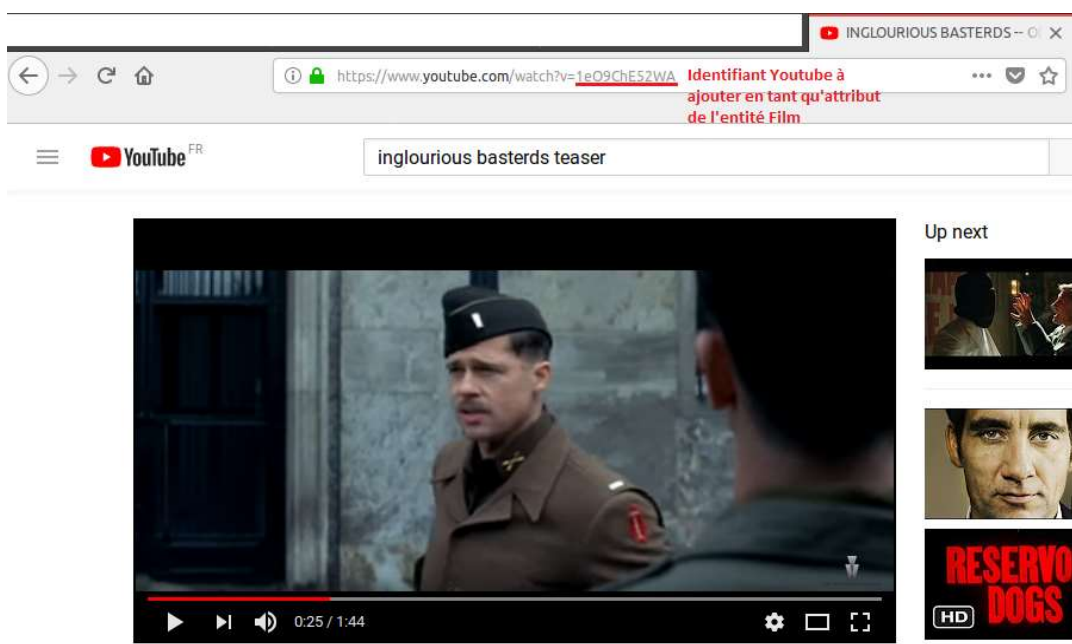 INGLOURIOUS BASTERDS -- O
https://www.youtube.com/watch?v=1eO9ChE52WA
Identifiant Youtube à
ajouter en tant qu'attribut
de l'entité Film
YouTube FR
inglourious basterds teaser
Up next
RESERVO
DOGS
HD
0:25 / 1:44